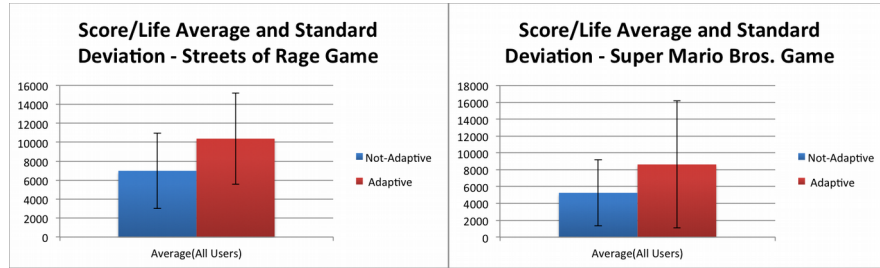 Score/Life Average and Standard
Deviation - Streets of Rage Game
16000
14000
12000
10000
8000
6000
4000
2000
0
Average(All Users)
Not-Adaptive
Adaptive
Score/Life Average and Standard
Deviation - Super Mario Bros. Game
18000
16000
14000
12000
10000
8000
6000
4000
2000
0
Average(All Users)
Not-Adaptive
Adaptive